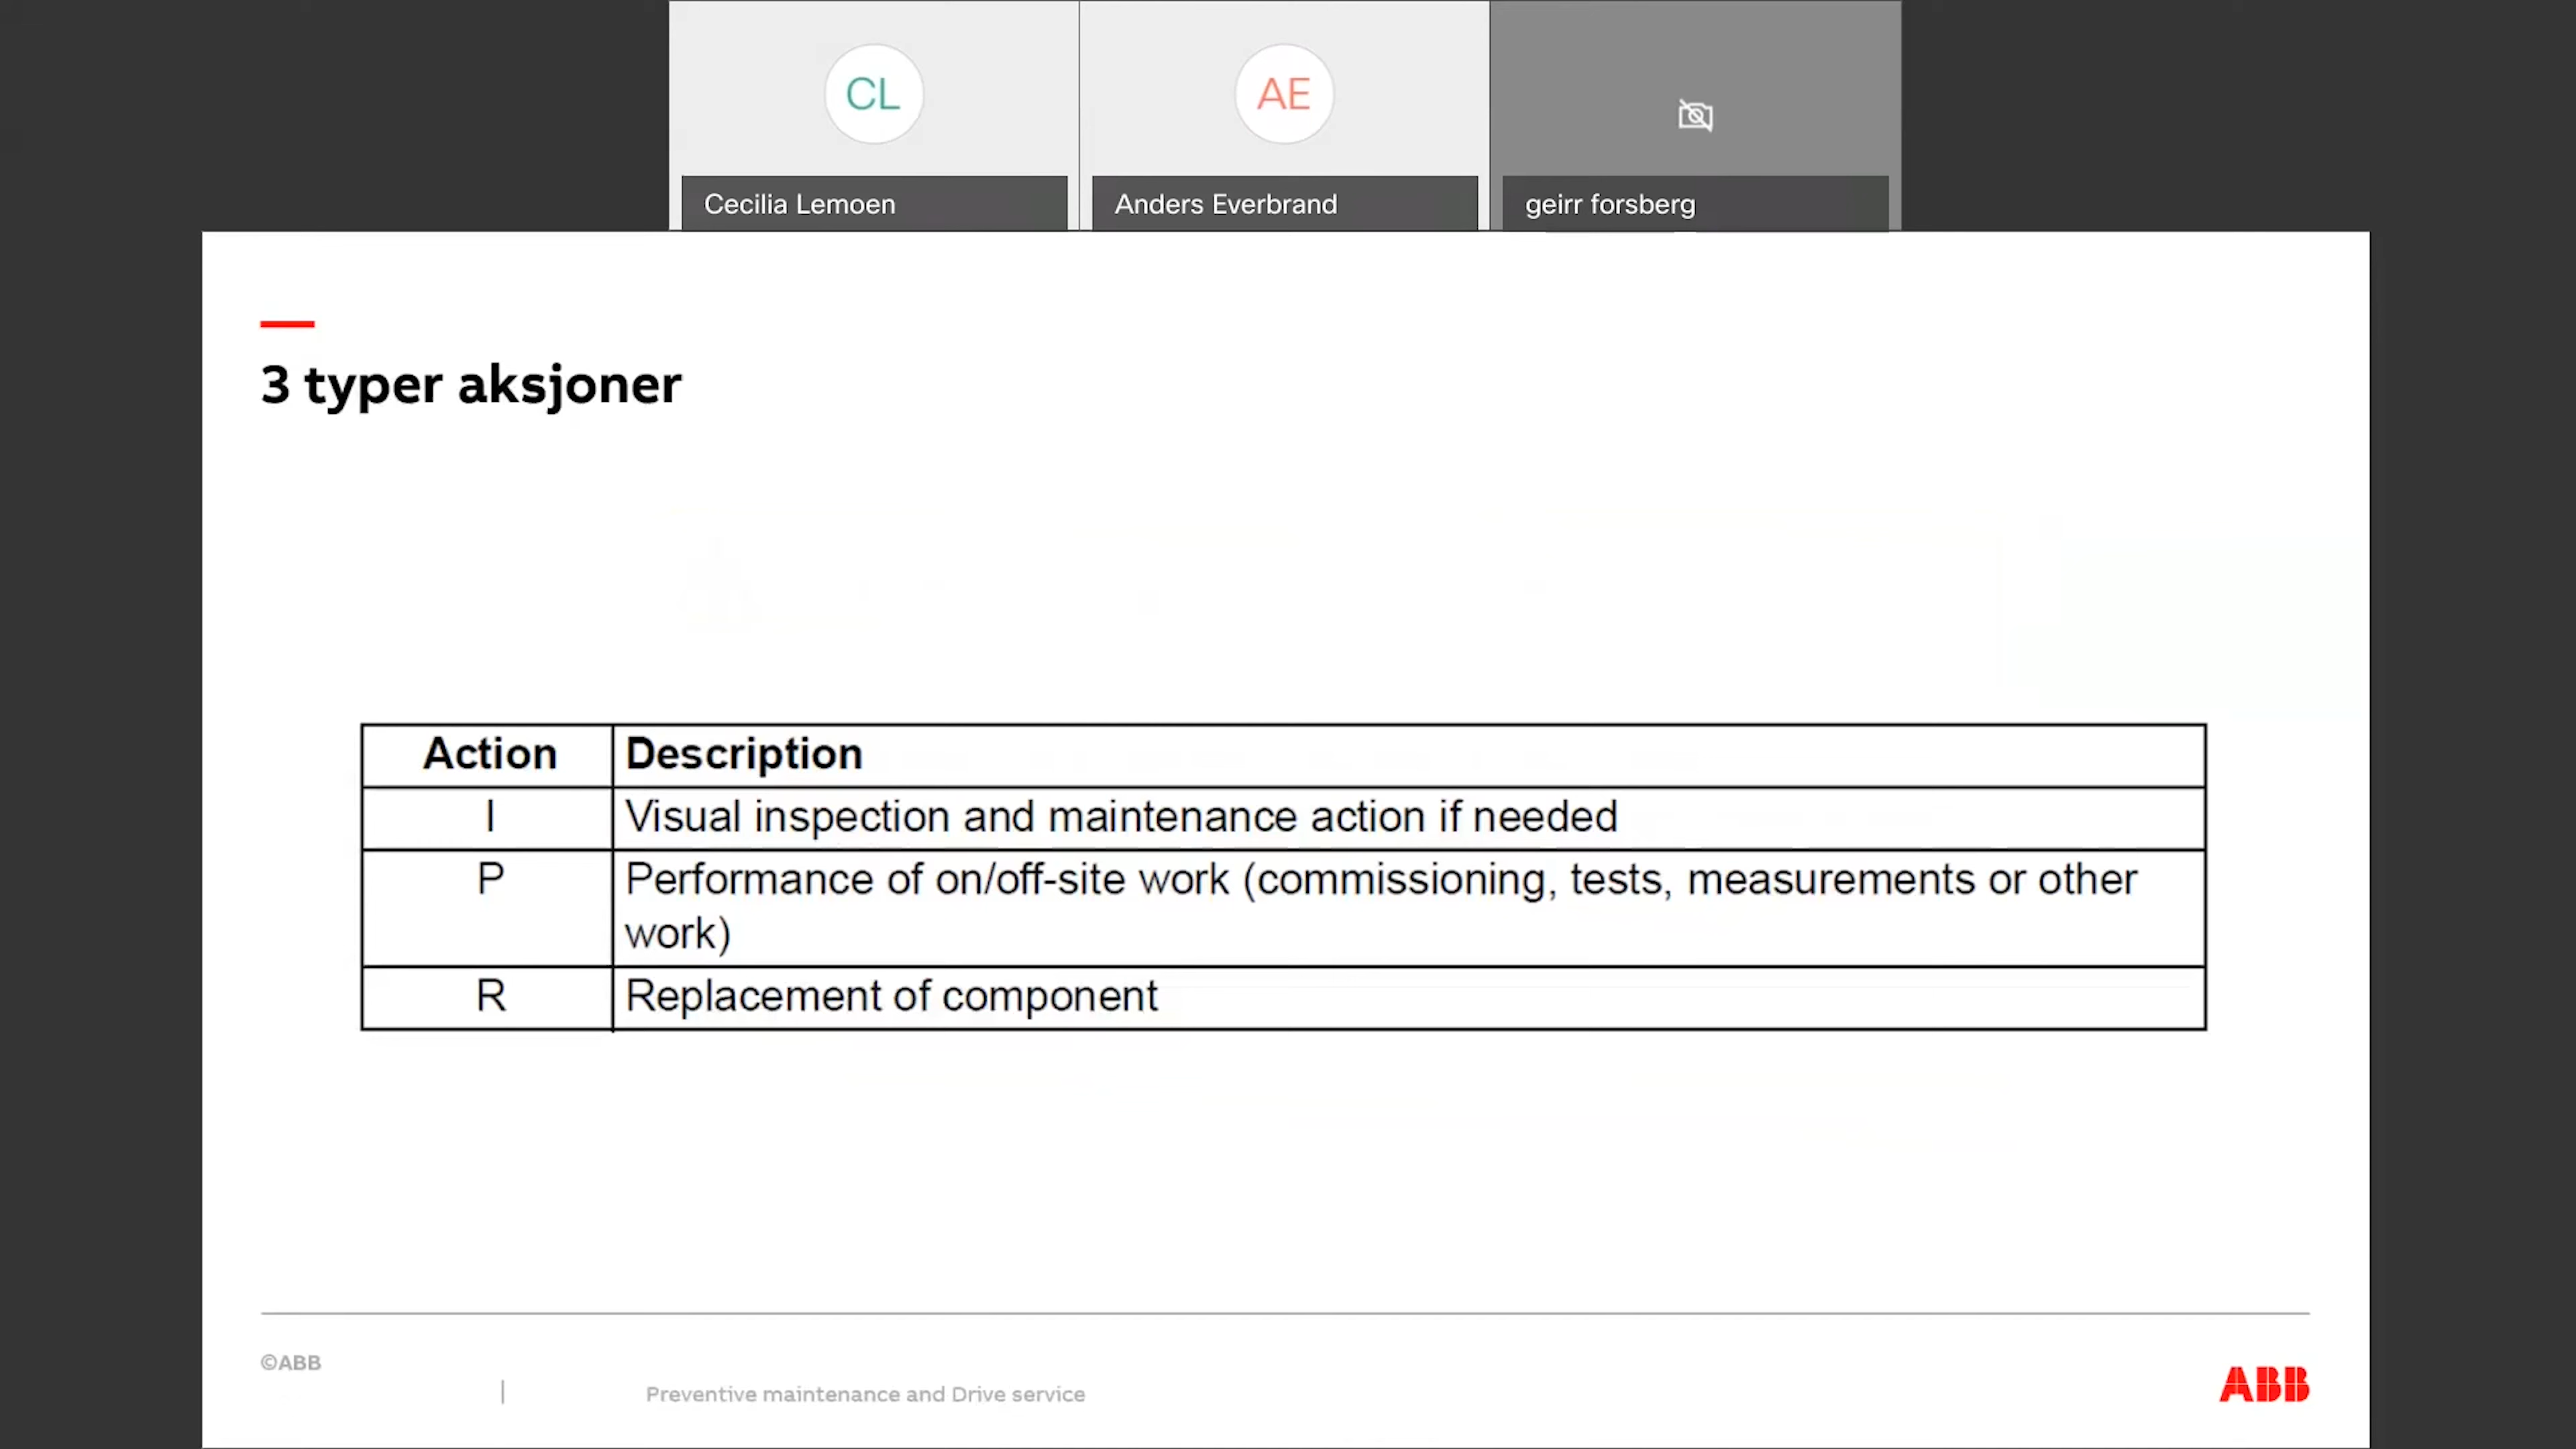 CL
AE
Cecilia Lemoen
Anders Everbrand
geirr forsberg
3 typer aksjoner
Action Description
I Visual inspection and maintenance action if needed
P Performance of on/off-site work (commissioning, tests, measurements or other
work)
R Replacement of component
©ABB
| Preventive maintenance and Drive service
ABB